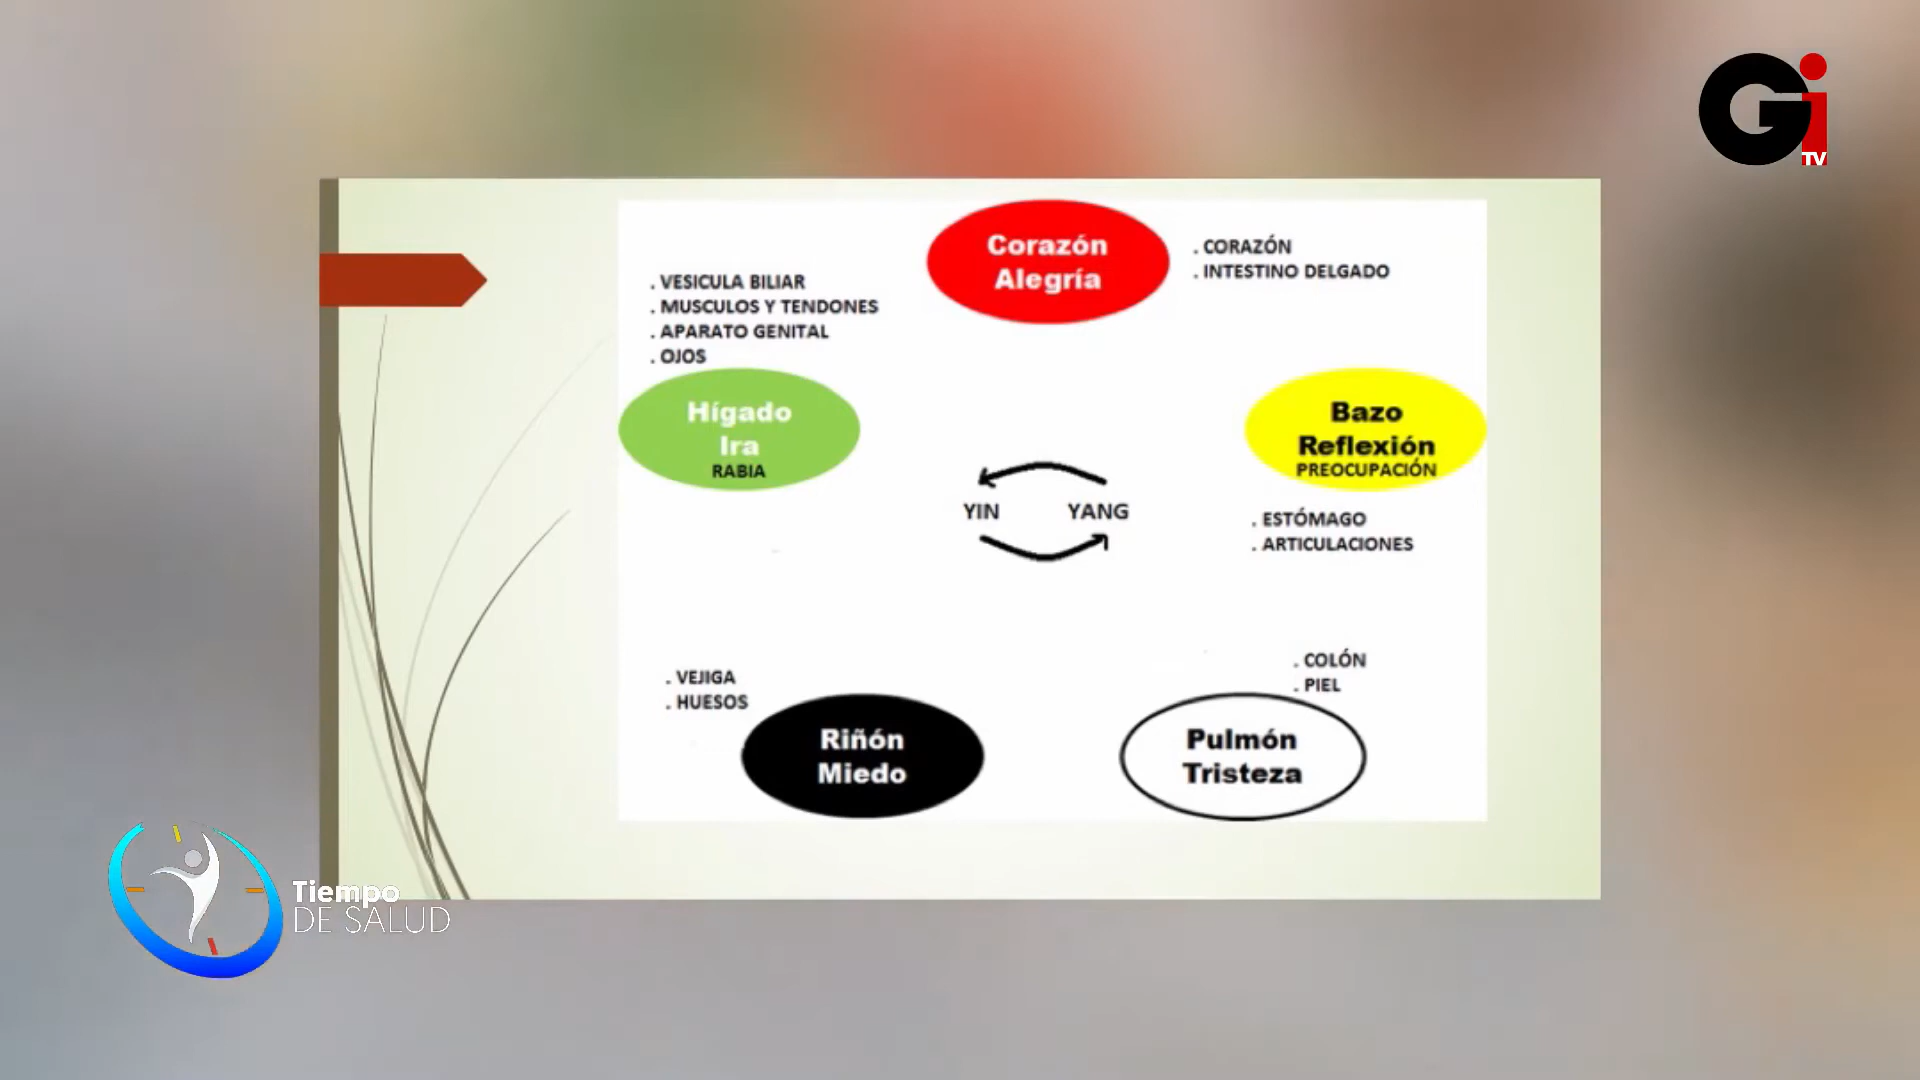 Gi
TV
Corazón
Alegría
. CORAZÓN
. INTESTINO DELGADO
. VESICULA BILIAR
. MUSCULOS Y TENDONES
. APARATO GENITAL
. OJOS
Hígado
Ira
RABIA
Bazo
Reflexión
PREOCUPACIÓN
YIN YANG
. ESTÓMAGO
. ARTICULACIONES
. VEJIGA
. HUESOS
Riñón
Miedo
. COLÓN
. PIEL
Pulmón
Tristeza
Tiempo
DE SALUD